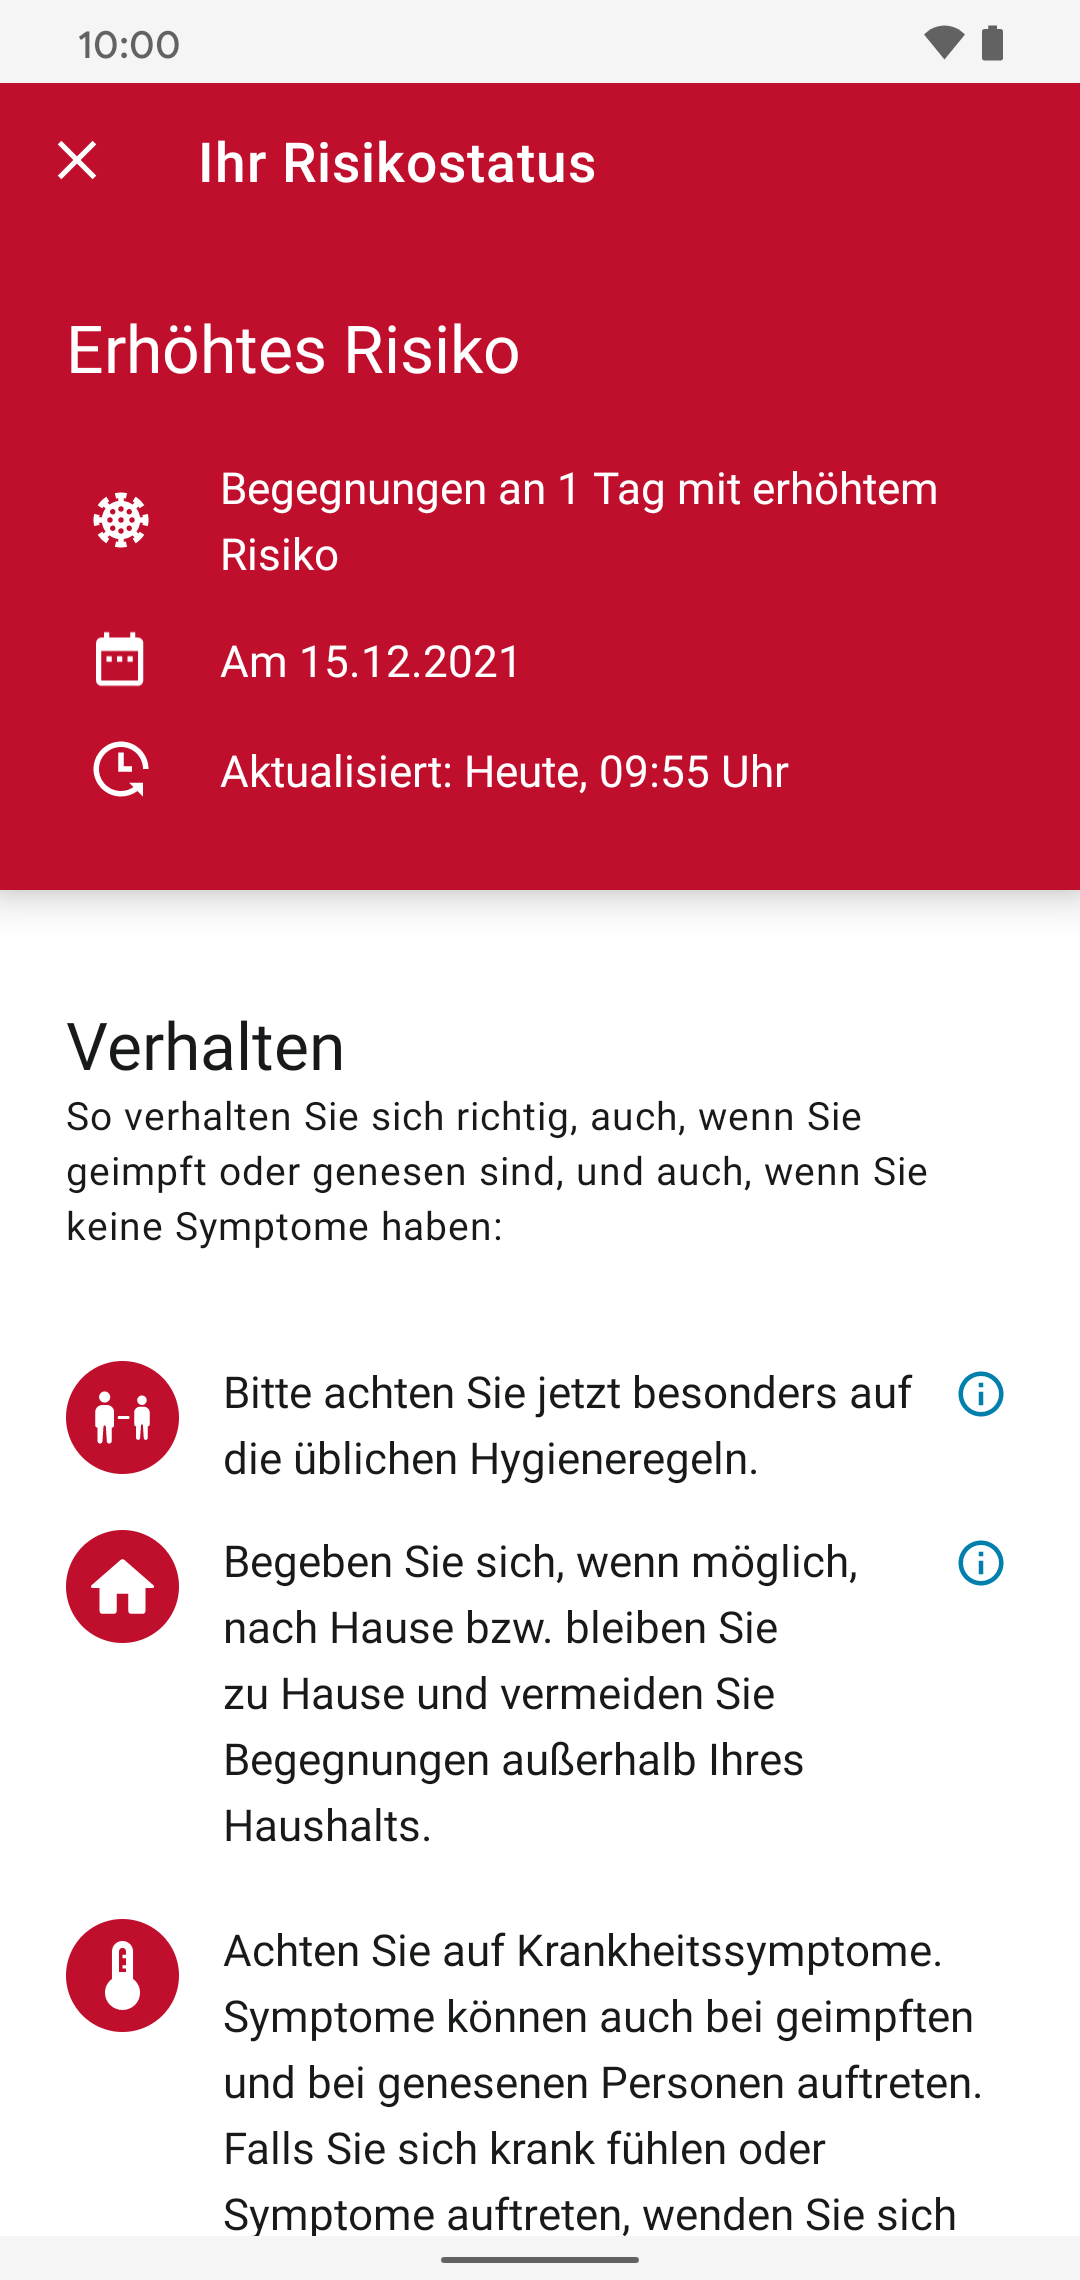 10:00
Ihr Risikostatus
Erhöhtes Risiko
Begegnungen an 1 Tag mit erhöhtem
Risiko
Am 15.12.2021
Aktualisiert: Heute, 09:55 Uhr
Verhalten
So verhalten Sie sich richtig, auch, wenn Sie
geimpft oder genesen sind, und auch, wenn Sie
keine Symptome haben:
Bitte achten Sie jetzt besonders auf
die üblichen Hygieneregeln.
Begeben Sie sich, wenn möglich,
nach Hause bzw. bleiben Sie
zu Hause und vermeiden Sie
Begegnungen außerhalb Ihres
Haushalts.
Achten Sie auf Krankheitssymptome.
Symptome können auch bei geimpften
und bei genesenen Personen auftreten.
Falls Sie sich krank fühlen oder
Symptome auftreten, wenden Sie sich